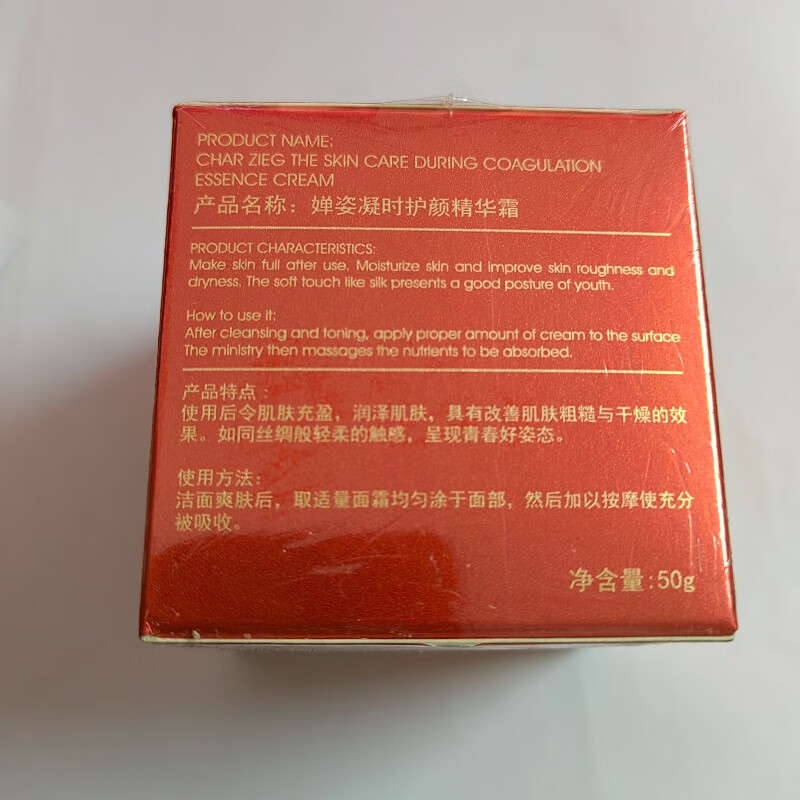 PRODUCT NAME:
CHAR ZIEG THE SKIN CARE DURING COAGULATION
ESSENCE CREAM
产品名称：婵姿凝时护颜精华霜
PRODUCT CHARACTERISTICS:
Make skin full after use. Moisturize skin and improve skin roughness and
dryness. The soft touch like silk presents a good posture of youth.
How to use it:
After cleansing and toning, apply proper amount of cream to the surface
The ministry then massages the nutrients to be absorbed.
产品特点：
使用后令肌肤充盈，润泽肌肤，具有改善肌肤粗糙与干燥的效
果。如同丝绸般轻柔的触感，呈现青春好姿态。
使用方法：
洁面爽肤后，取适量面霜均匀涂于面部，然后加以按摩使充分
被吸收。
净含量:50g